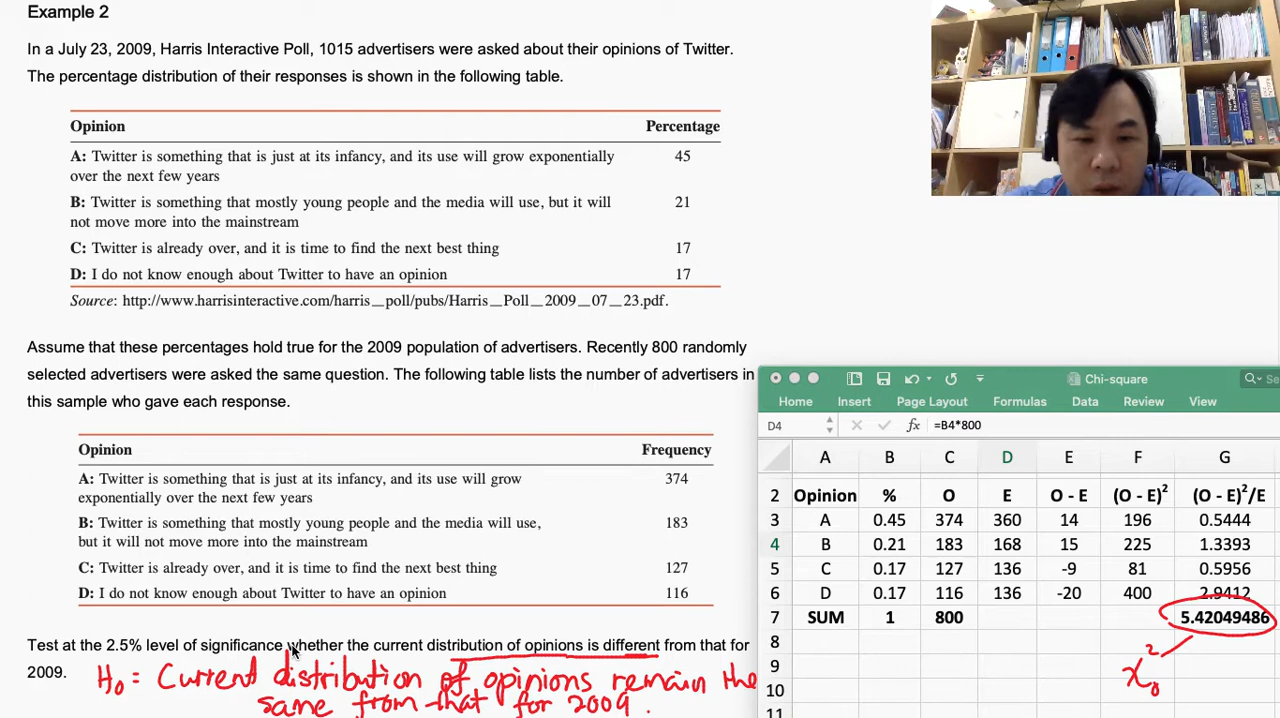 Example 2
In a July 23, 2009, Harris Interactive Poll, 1015 advertisers were asked about their opinions of Twitter.
The percentage distribution of their responses is shown in the following table.
Opinion Percentage
A: Twitter is something that is just at its infancy, and its use will grow exponentially 45
over the next few years
B: Twitter is something that mostly young people and the media will use, but it will 21
not move more into the mainstream
C: Twitter is already over, and it is time to find the next best thing 17
D: I do not know enough about Twitter to have an opinion 17
Source: http://www.harrisinteractive.com/harris_poll/pubs/Harris_Poll_2009_07_23.pdf.
Assume that these percentages hold true for the 2009 population of advertisers. Recently 800 randomly
selected advertisers were asked the same question. The following table lists the number of advertisers in
this sample who gave each response.
Opinion Frequency
A: Twitter is something that is just at its infancy, and its use will grow 374
exponentially over the next few years
B: Twitter is something that mostly young people and the media will use, 183
but it will not move more into the mainstream
C: Twitter is already over, and it is time to find the next best thing 127
D: I do not know enough about Twitter to have an opinion 116
Test at the 2.5% level of significance whether the current distribution of opinions is different from that for
2009.
H₀ = Current distribution of opinions remain the
same from that for 2009.
Chi-square
Home Insert Page Layout Formulas Data Review View
D4 fx =B4*800
A B C D E F G
2 Opinion % O E O - E (O - E)² (O - E)²/E
3 A 0.45 374 360 14 196 0.5444
4 B 0.21 183 168 15 225 1.3393
5 C 0.17 127 136 -9 81 0.5956
6 D 0.17 116 136 -20 400 2.9412
7 SUM 1 800 5.42049486
8
9
10
11
x²₀